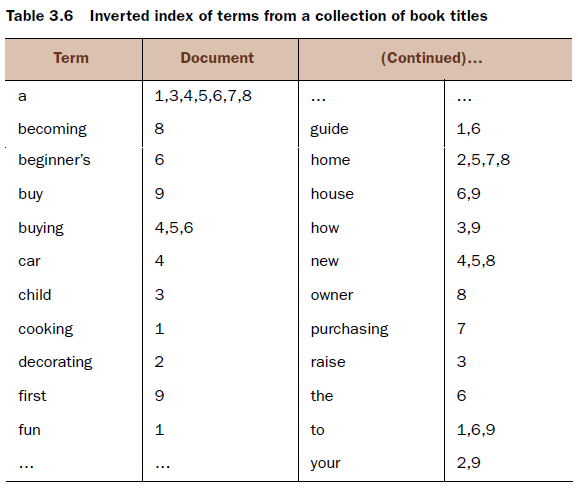 Table 3.6 Inverted index of terms from a collection of book titles
Term Document (Continued)...
a 1,3,4,5,6,7,8 ... ...
becoming 8 guide 1,6
beginner's 6 home 2,5,7,8
buy 9 house 6,9
buying 4,5,6 how 3,9
car 4 new 4,5,8
child 3 owner 8
cooking 1 purchasing 7
decorating 2 raise 3
first 9 the 6
fun 1 to 1,6,9
... ... your 2,9